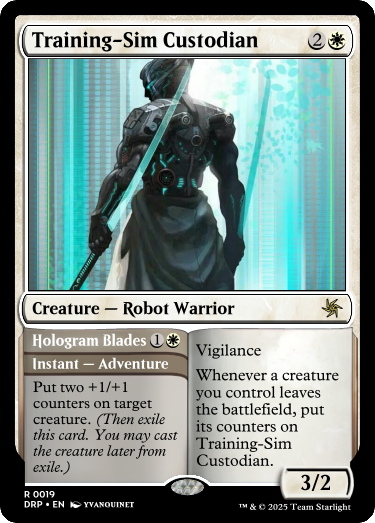 Training-Sim Custodian 2
Creature — Robot Warrior
Hologram Blades 1
Instant — Adventure
Put two +1/+1
counters on target
creature. (Then exile
this card. You may cast
the creature later from
exile.)
Vigilance
Whenever a creature
you control leaves
the battlefield, put
its counters on
Training-Sim
Custodian.
3/2
R 0019
DRP • EN YVANQUINET
™ & © 2025 Team Starlight